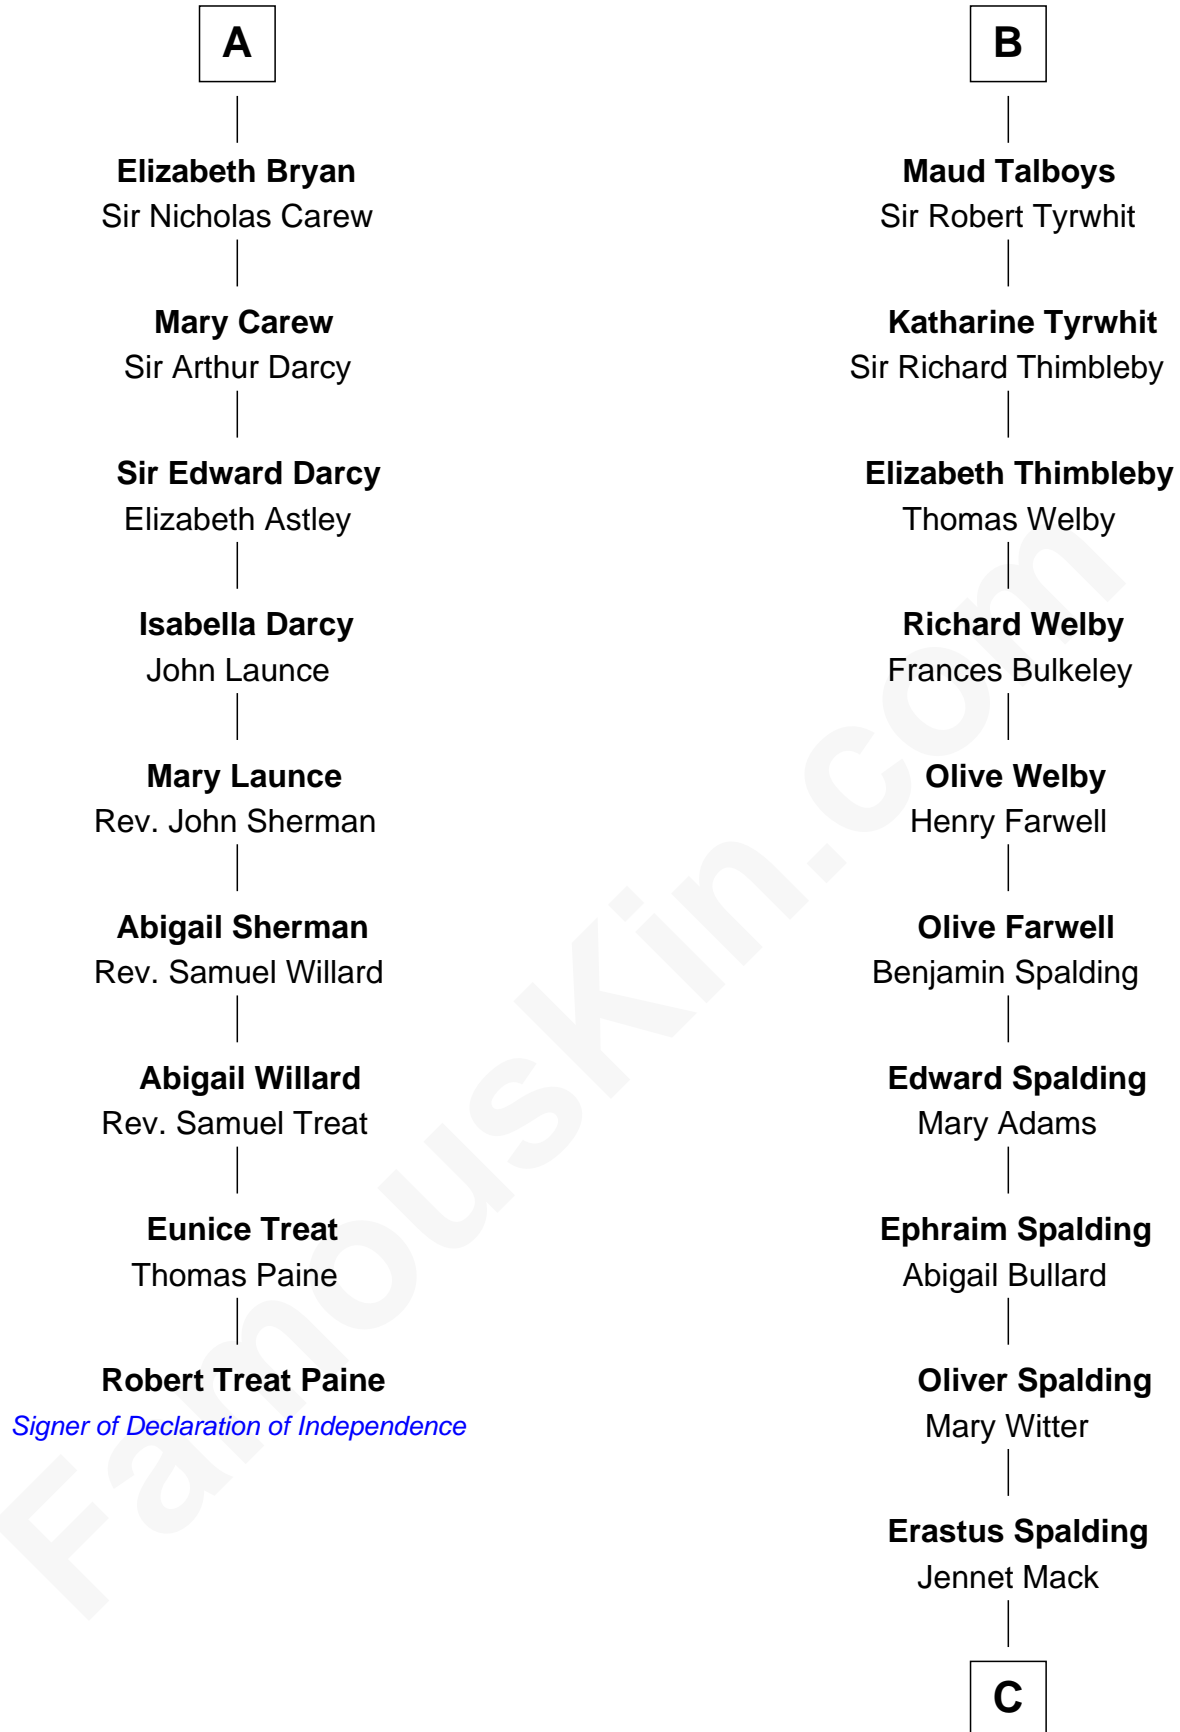 A
Elizabeth Bryan
Sir Nicholas Carew
Mary Carew
Sir Arthur Darcy
Sir Edward Darcy
Elizabeth Astley
Isabella Darcy
John Launce
Mary Launce
Rev. John Sherman
Abigail Sherman
Rev. Samuel Willard
Abigail Willard
Rev. Samuel Treat
Eunice Treat
Thomas Paine
Robert Treat Paine
Signer of Declaration of Independence
B
Maud Talboys
Sir Robert Tyrwhit
Katharine Tyrwhit
Sir Richard Thimbleby
Elizabeth Thimbleby
Thomas Welby
Richard Welby
Frances Bulkeley
Olive Welby
Henry Farwell
Olive Farwell
Benjamin Spalding
Edward Spalding
Mary Adams
Ephraim Spalding
Abigail Bullard
Oliver Spalding
Mary Witter
Erastus Spalding
Jennet Mack
C
FamousKin.com